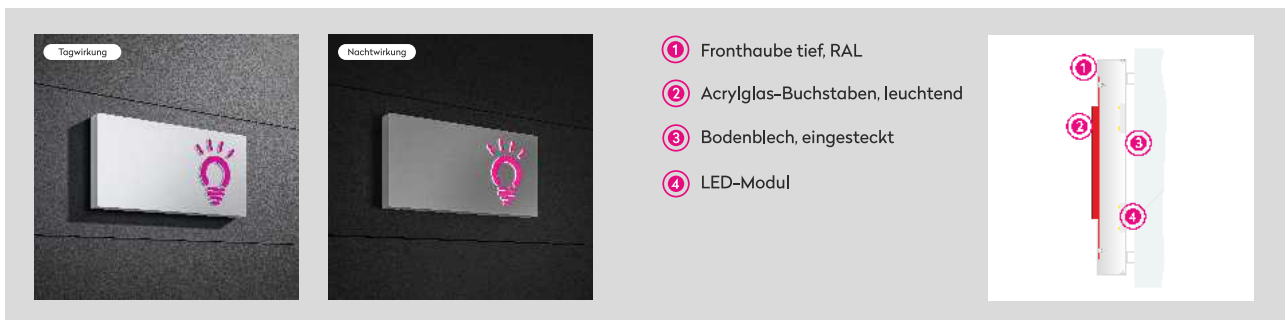 Tagwirkung
Nachtwirkung
1 Fronthaube tief, RAL
2 Acrylglas-Buchstaben, leuchtend
3 Bodenblech, eingesteckt
4 LED-Modul
1
2
3
4